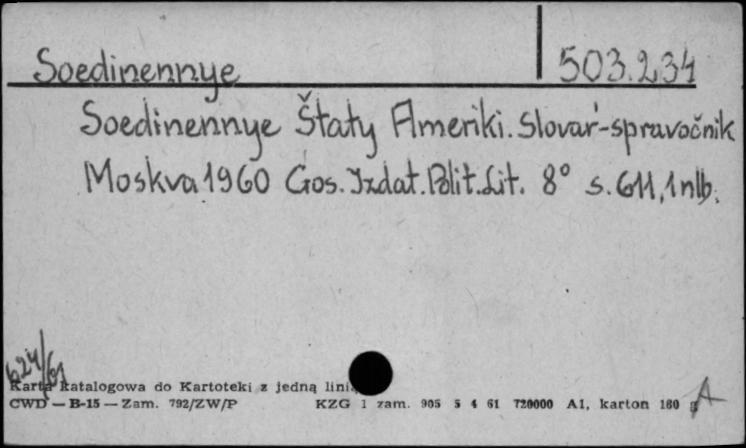 Soedinennye 503.234
Soedinennye Štaty Ameriki. Slovar'-spravočnik
Moskva 1960 Gos. Izdat. Polit. Lit. 8° s. 611, 1 nlb.
624/61
Karta katalogowa do Kartoteki z jedną lini
CWD — B-15 — Zam. 792/ZW/P KZG 1 zam. 905 5 4 61 720000 A1, karton 180 g
A